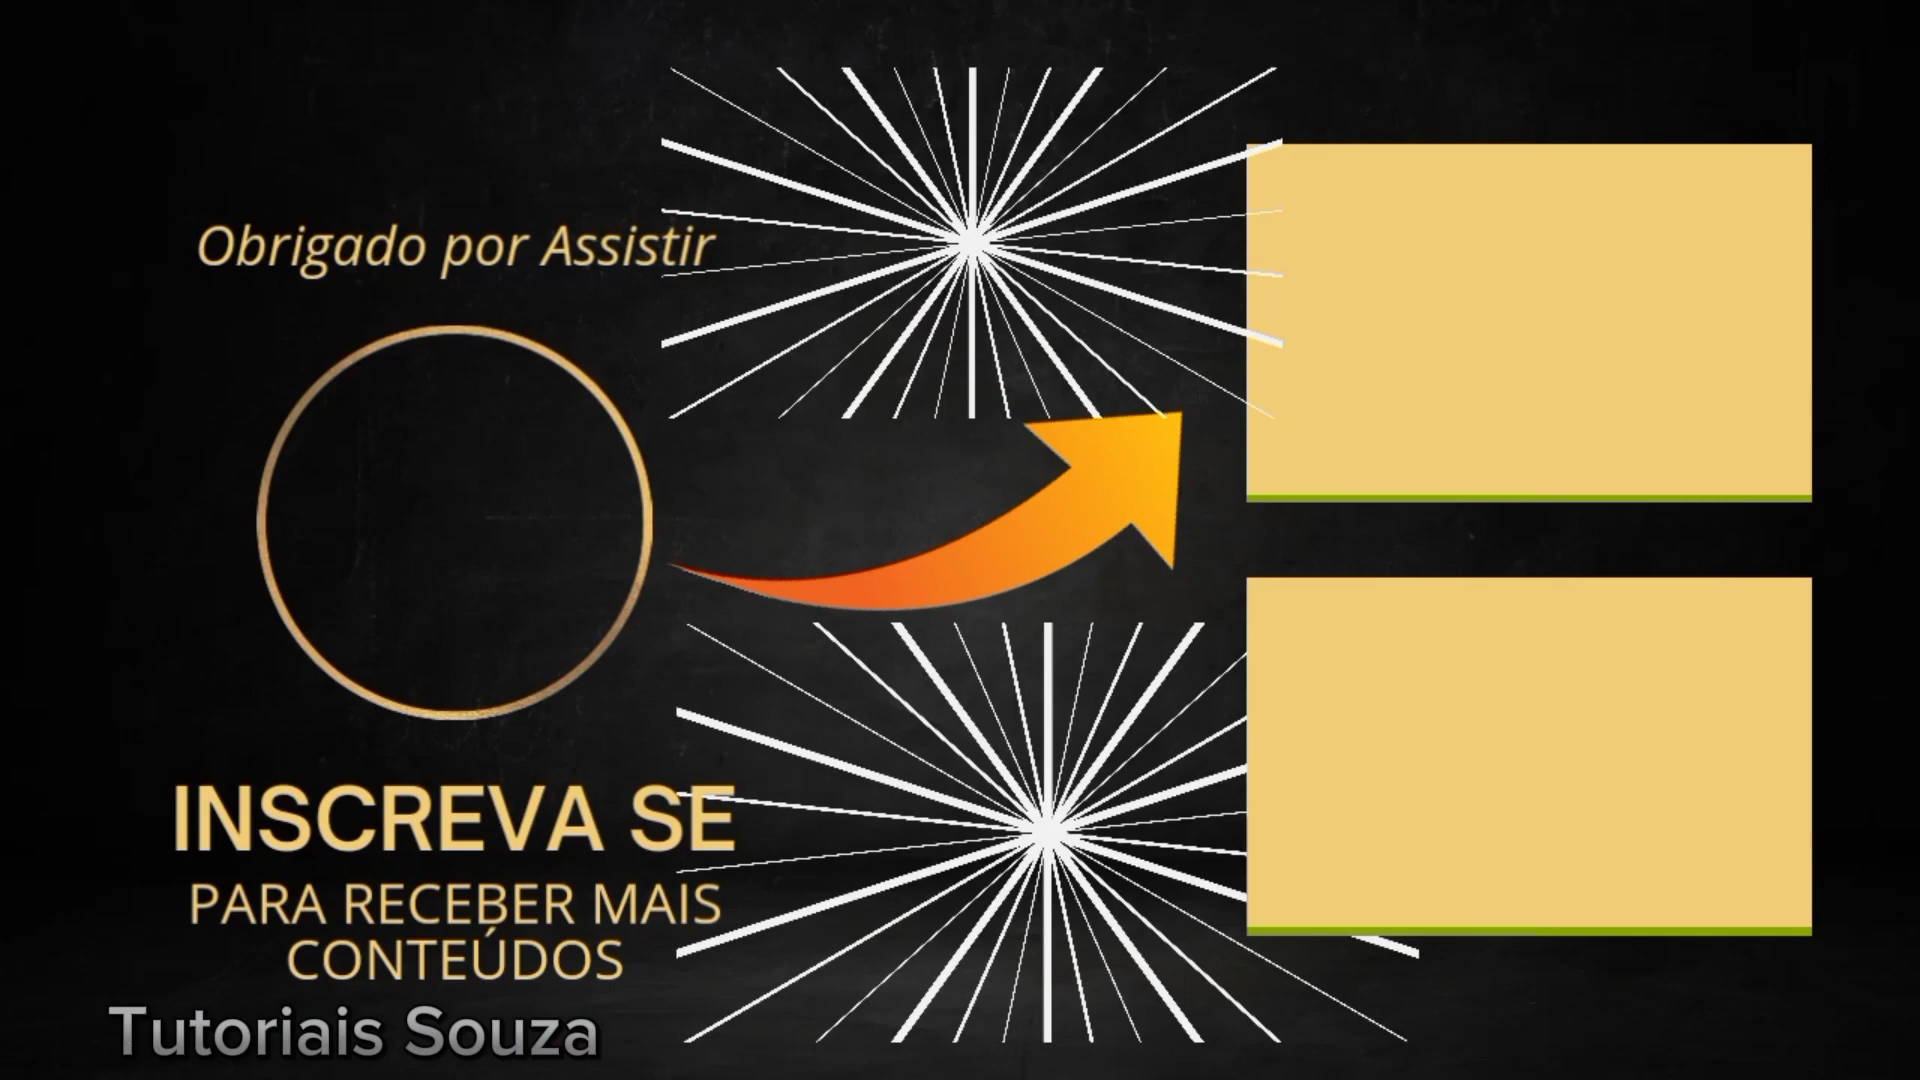 Obrigado por Assistir
INSCREVA SE
PARA RECEBER MAIS
CONTEÚDOS
Tutoriais Souza